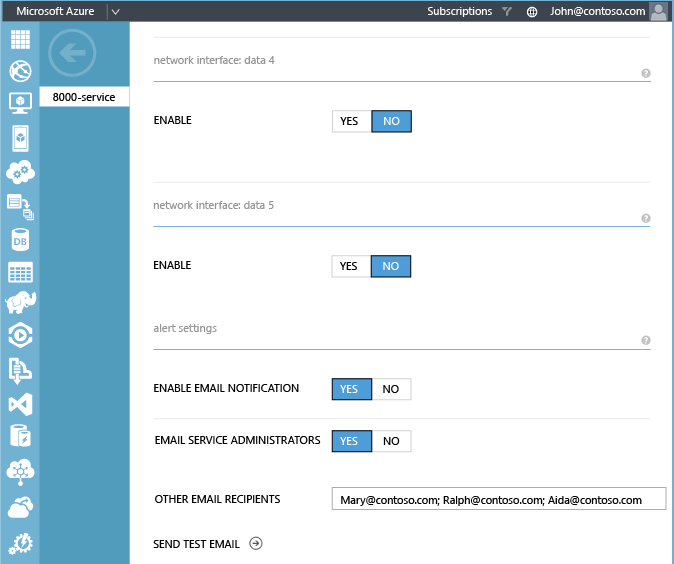 Microsoft Azure Subscriptions John@contoso.com
8000-service
network interface: data 4
?
ENABLE YES NO
network interface: data 5
?
ENABLE YES NO
alert settings
?
ENABLE EMAIL NOTIFICATION YES NO
EMAIL SERVICE ADMINISTRATORS YES NO
OTHER EMAIL RECIPIENTS Mary@contoso.com; Ralph@contoso.com; Aida@contoso.com
SEND TEST EMAIL
DB